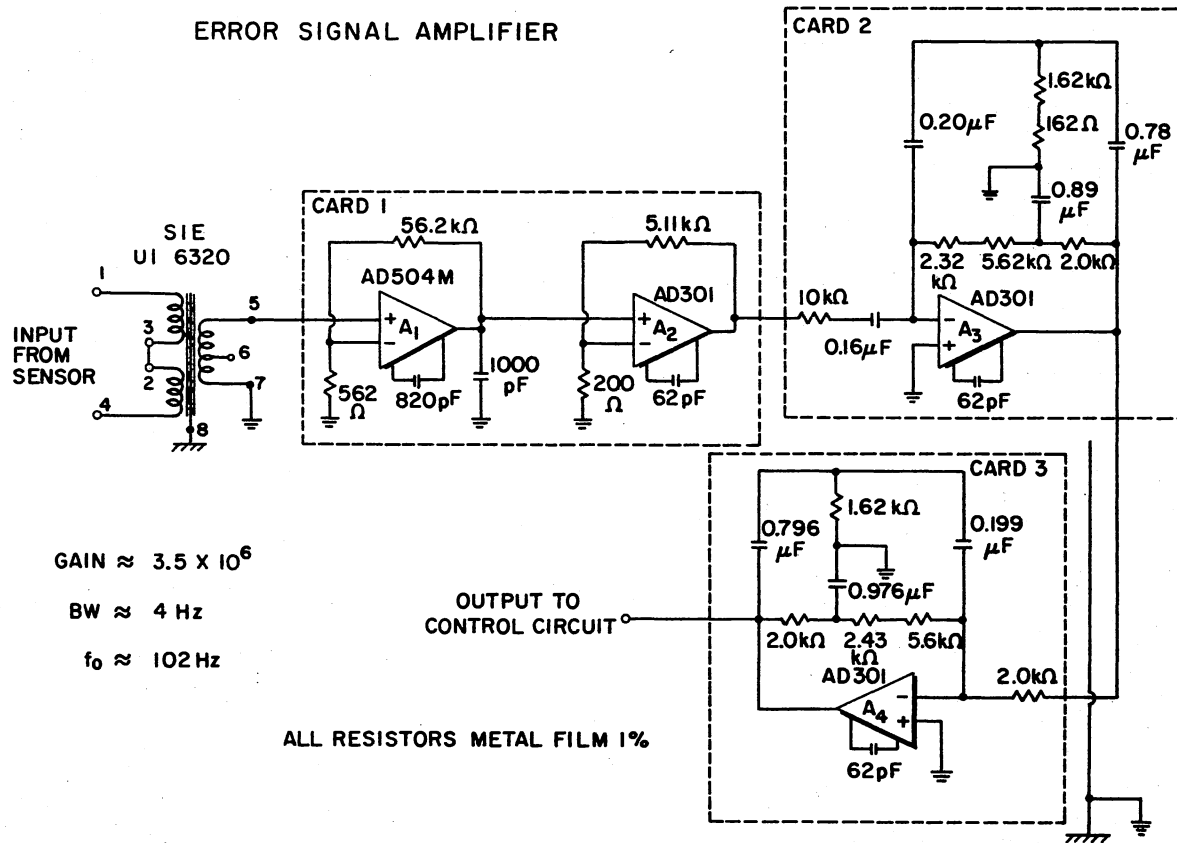 ERROR SIGNAL AMPLIFIER
CARD 2
1.62kΩ
0.20μF
162Ω
0.78
μF
0.89
μF
2.32
kΩ
5.62kΩ
2.0kΩ
AD301
A3
10kΩ
0.16μF
62pF
CARD 1
56.2kΩ
AD504M
A1
562
Ω
820pF
1000
pF
5.11kΩ
AD301
A2
200
Ω
62pF
SIE
UI 6320
1
3
2
4
5
6
7
8
INPUT
FROM
SENSOR
CARD 3
1.62kΩ
0.796
μF
0.199
μF
0.976μF
2.0kΩ
2.43
kΩ
5.6kΩ
AD301
A4
62pF
2.0kΩ
OUTPUT TO
CONTROL CIRCUIT
GAIN ≈ 3.5 X 10⁶
BW ≈ 4 Hz
f₀ ≈ 102 Hz
ALL RESISTORS METAL FILM 1%